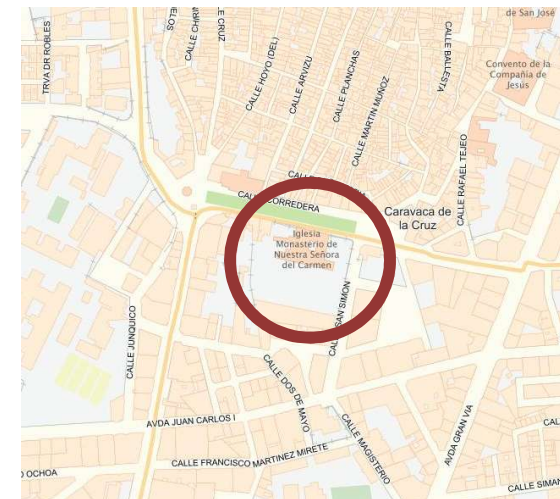 de San José
TRVA DR ROBLES
CALLE CHIRI
E CRUZ
CALLE HOYO (DEL)
CALLE ARVIZU
CALLE PLANCHAS
CALLE MARTIN MUÑOZ
CALLE BALLESTA
Convento de la
Compañia de
Jesús
CALLE RAFAEL TEJEO
CALLE CORREDERA
Caravaca de
la Cruz
Iglesia
Monasterio de
Nuestra Señora
del Carmen
CALLE SAN SIMON
CALLE JUNQUICO
CALLE DOS DE MAYO
AVDA JUAN CARLOS I
CALLE MAGISTERIO
AVDA GRAN VIA
CALLE FRANCISCO MARTINEZ MIRETE
OCHOA
CAL
CALLE SIMA